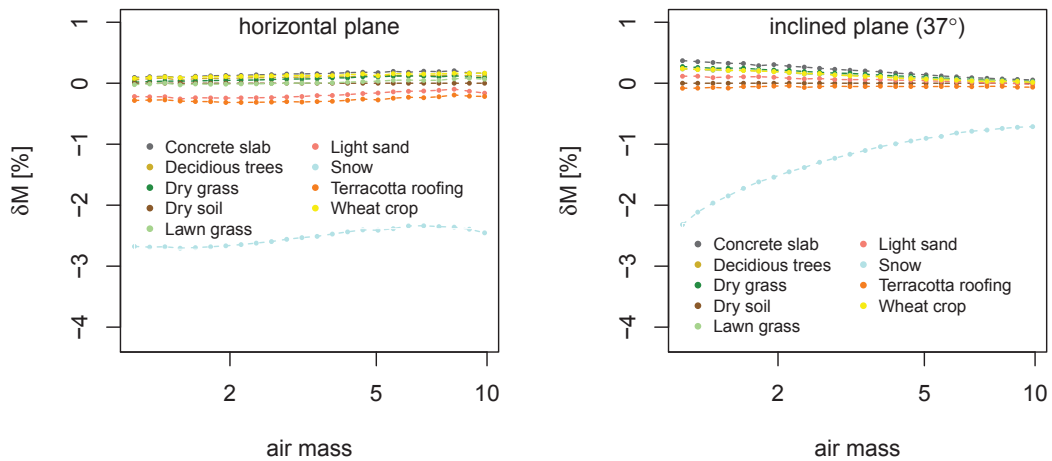 horizontal plane
1
0
−1
−2
−3
−4
δM [%]
Concrete slab
Decidious trees
Dry grass
Dry soil
Lawn grass
Light sand
Snow
Terracotta roofing
Wheat crop
2
5
10
air mass
inclined plane (37°)
1
0
−1
−2
−3
−4
δM [%]
Concrete slab
Decidious trees
Dry grass
Dry soil
Lawn grass
Light sand
Snow
Terracotta roofing
Wheat crop
2
5
10
air mass